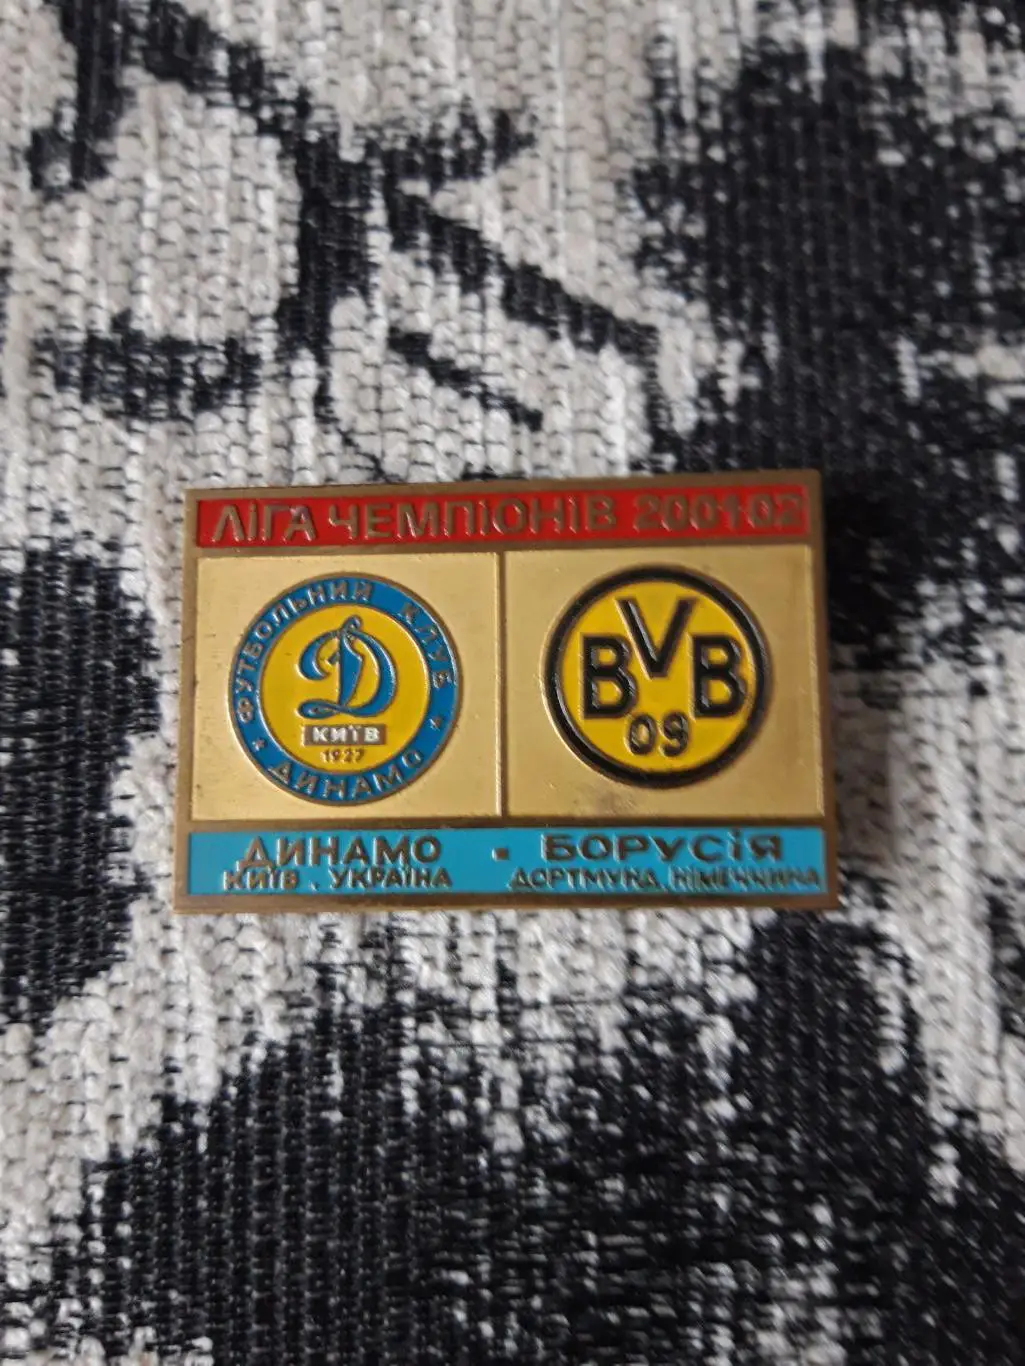 ЛІГА ЧЕМПІОНІВ 2001-02
ФУТБОЛЬНИЙ КЛУБ
КИЇВ
1927
ДИНАМО
BVB
09
ДИНАМО - БОРУСІЯ
КИЇВ. УКРАЇНА ДОРТМУНД. НІМЕЧЧИНА